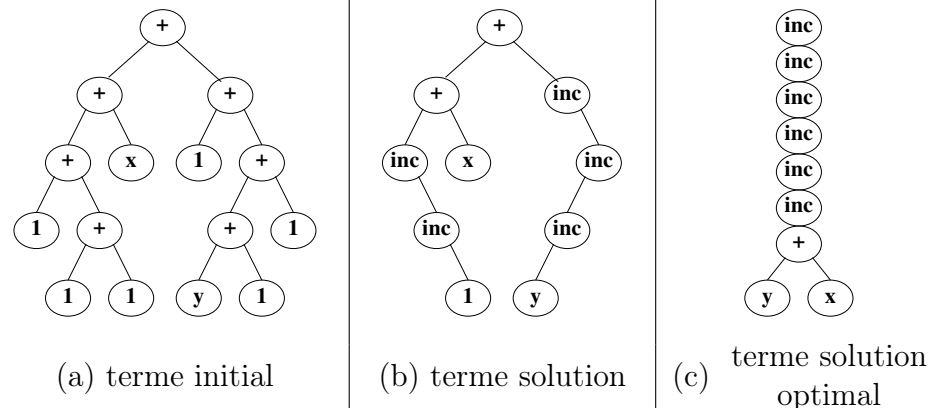 + + inc
+ + + inc inc
+ x 1 + inc x inc inc
1 + + 1 inc inc inc
1 1 y 1 1 y inc
inc
+
y x
(a) terme initial
(b) terme solution
(c) terme solution
optimal